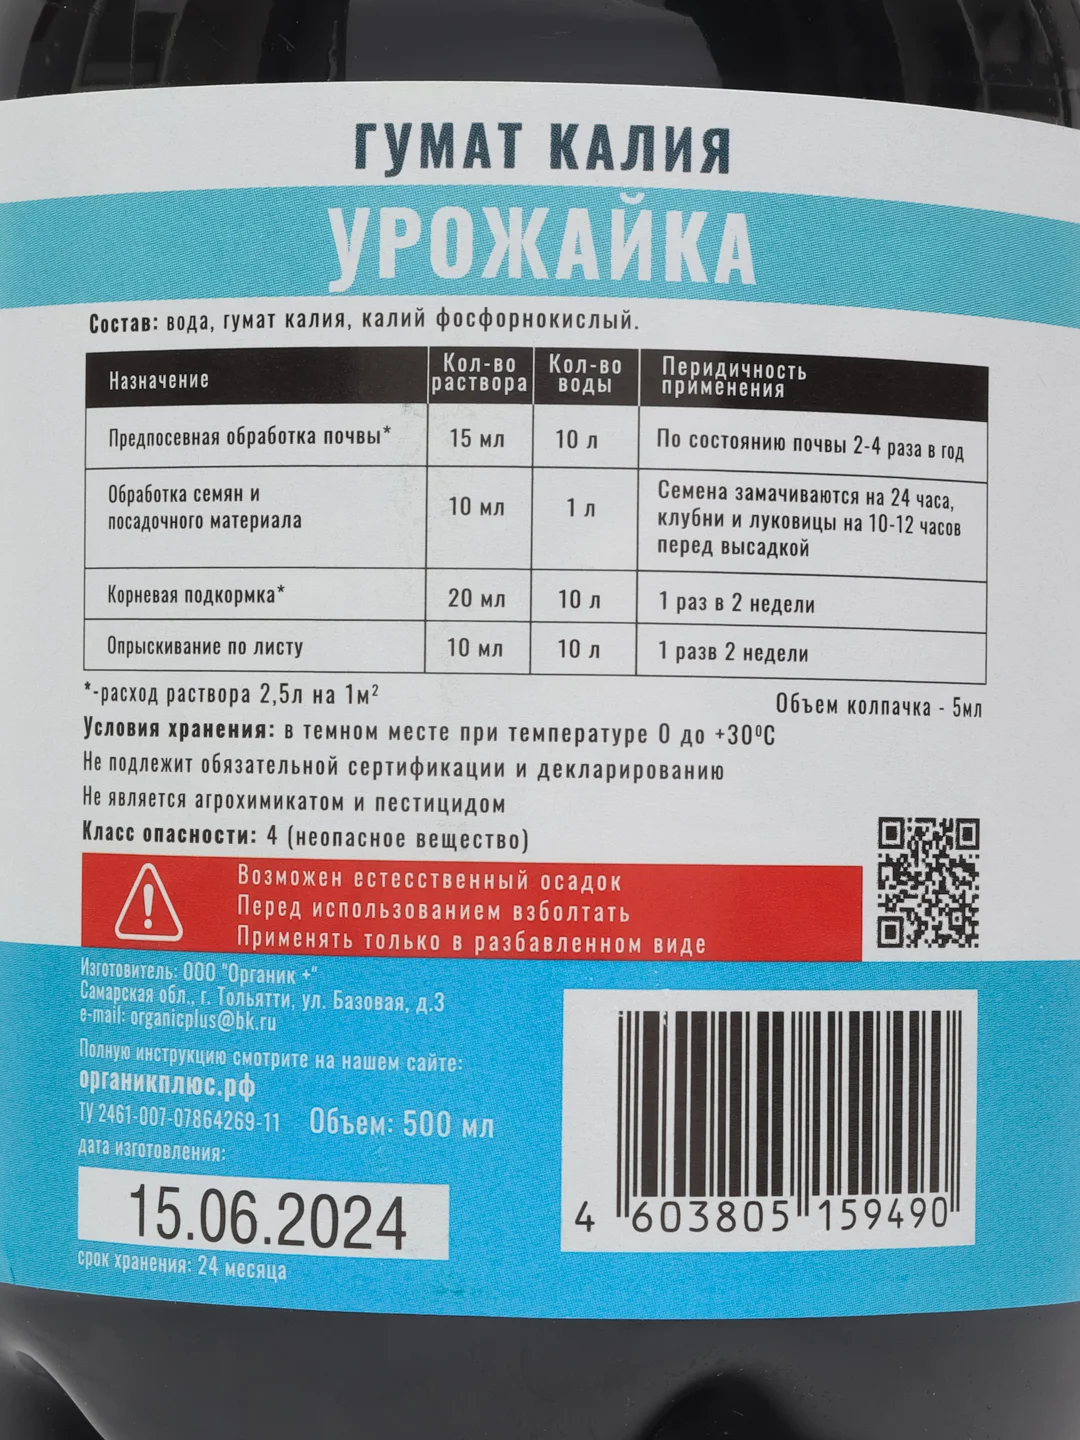 ГУМАТ КАЛИЯ
УРОЖАЙКА
Состав: вода, гумат калия, калий фосфорнокислый.
Назначение
Кол-во раствора
Кол-во воды
Перидичность применения
Предпосевная обработка почвы* 15 мл 10 л По состоянию почвы 2-4 раза в год
Обработка семян и
посадочного материала
10 мл 1 л
Семена замачиваются на 24 часа,
клубни и луковицы на 10-12 часов
перед высадкой
Корневая подкормка* 20 мл 10 л 1 раз в 2 недели
Опрыскивание по листу 10 мл 10 л 1 разв 2 недели
*-расход раствора 2,5л на 1м²
Объем колпачка - 5мл
Условия хранения: в темном месте при температуре 0 до +30⁰С
Не подлежит обязательной сертификации и декларированию
Не является агрохимикатом и пестицидом
Класс опасности: 4 (неопасное вещество)
Возможен естесственный осадок
Перед использованием взболтать
Применять только в разбавленном виде
Изготовитель: ООО "Органик +"
Самарская обл., г. Тольятти, ул. Базовая, д.3
e-mail: organicplus@bk.ru
Полную инструкцию смотрите на нашем сайте:
органикплюс.рф
ТУ 2461-007-07864269-11 Объем: 500 мл
дата изготовления:
15.06.2024
срок хранения: 24 месяца
4 603805 159490